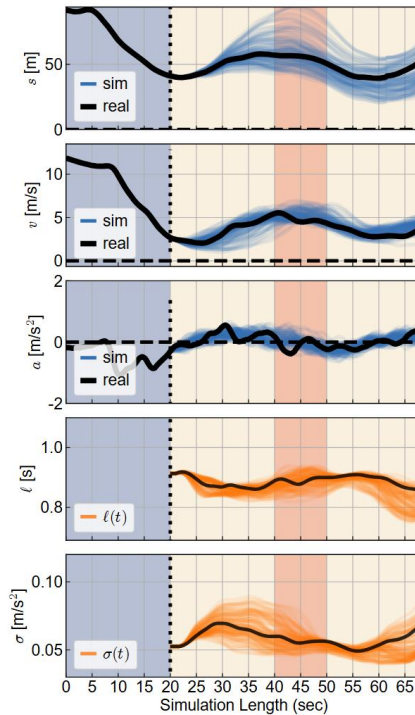 s [m]
50
0
sim
real
v [m/s]
10
5
0
sim
real
a [m/s²]
2
0
-2
sim
real
ℓ [s]
1.0
0.9
0.8
ℓ(t)
σ [m/s²]
0.10
0.05
σ(t)
0 5 10 15 20 25 30 35 40 45 50 55 60 65
Simulation Length (sec)